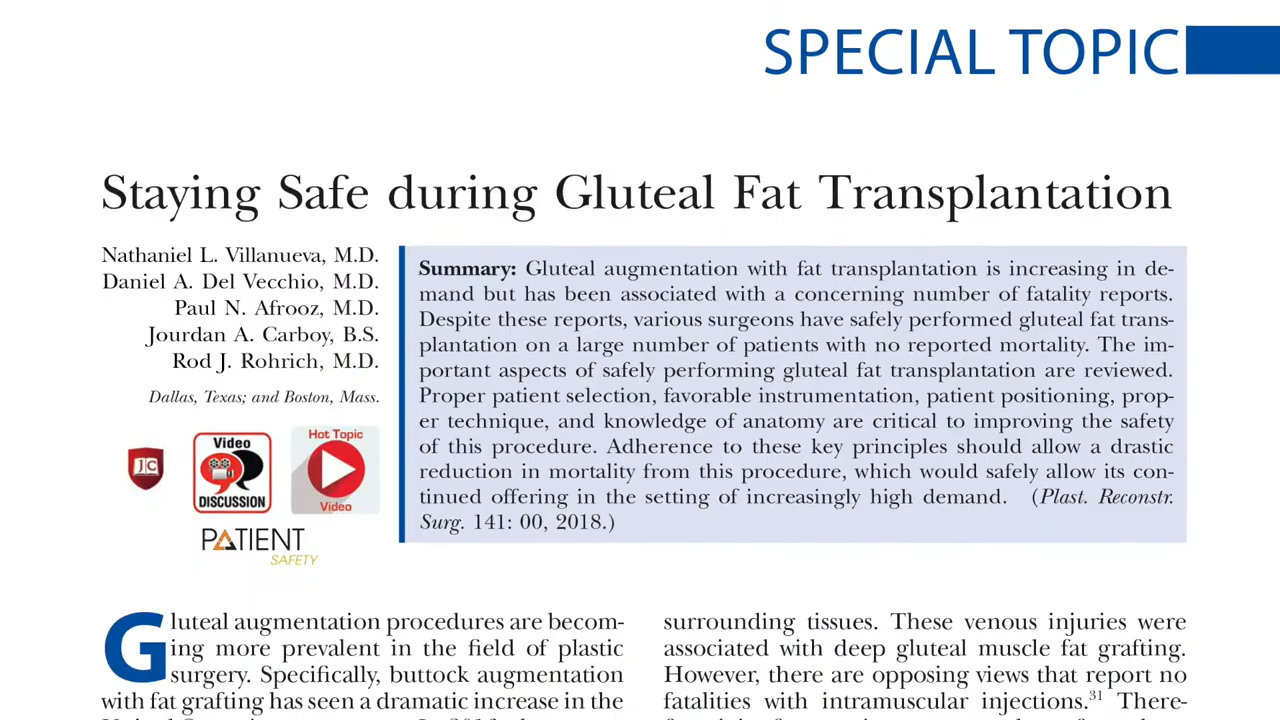 SPECIAL TOPIC
Staying Safe during Gluteal Fat Transplantation
Nathaniel L. Villanueva, M.D.
Daniel A. Del Vecchio, M.D.
Paul N. Afrooz, M.D.
Jourdan A. Carboy, B.S.
Rod J. Rohrich, M.D.
Dallas, Texas; and Boston, Mass.
JC
Video
DISCUSSION
Hot Topic
Video
PATIENT
SAFETY
Summary: Gluteal augmentation with fat transplantation is increasing in de-
mand but has been associated with a concerning number of fatality reports.
Despite these reports, various surgeons have safely performed gluteal fat trans-
plantation on a large number of patients with no reported mortality. The im-
portant aspects of safely performing gluteal fat transplantation are reviewed.
Proper patient selection, favorable instrumentation, patient positioning, prop-
er technique, and knowledge of anatomy are critical to improving the safety
of this procedure. Adherence to these key principles should allow a drastic
reduction in mortality from this procedure, which would safely allow its con-
tinued offering in the setting of increasingly high demand. (Plast. Reconstr.
Surg. 141: 00, 2018.)
Gluteal augmentation procedures are becom-
ing more prevalent in the field of plastic
surgery. Specifically, buttock augmentation
with fat grafting has seen a dramatic increase in the
surrounding tissues. These venous injuries were
associated with deep gluteal muscle fat grafting.
However, there are opposing views that report no
fatalities with intramuscular injections.31 There-